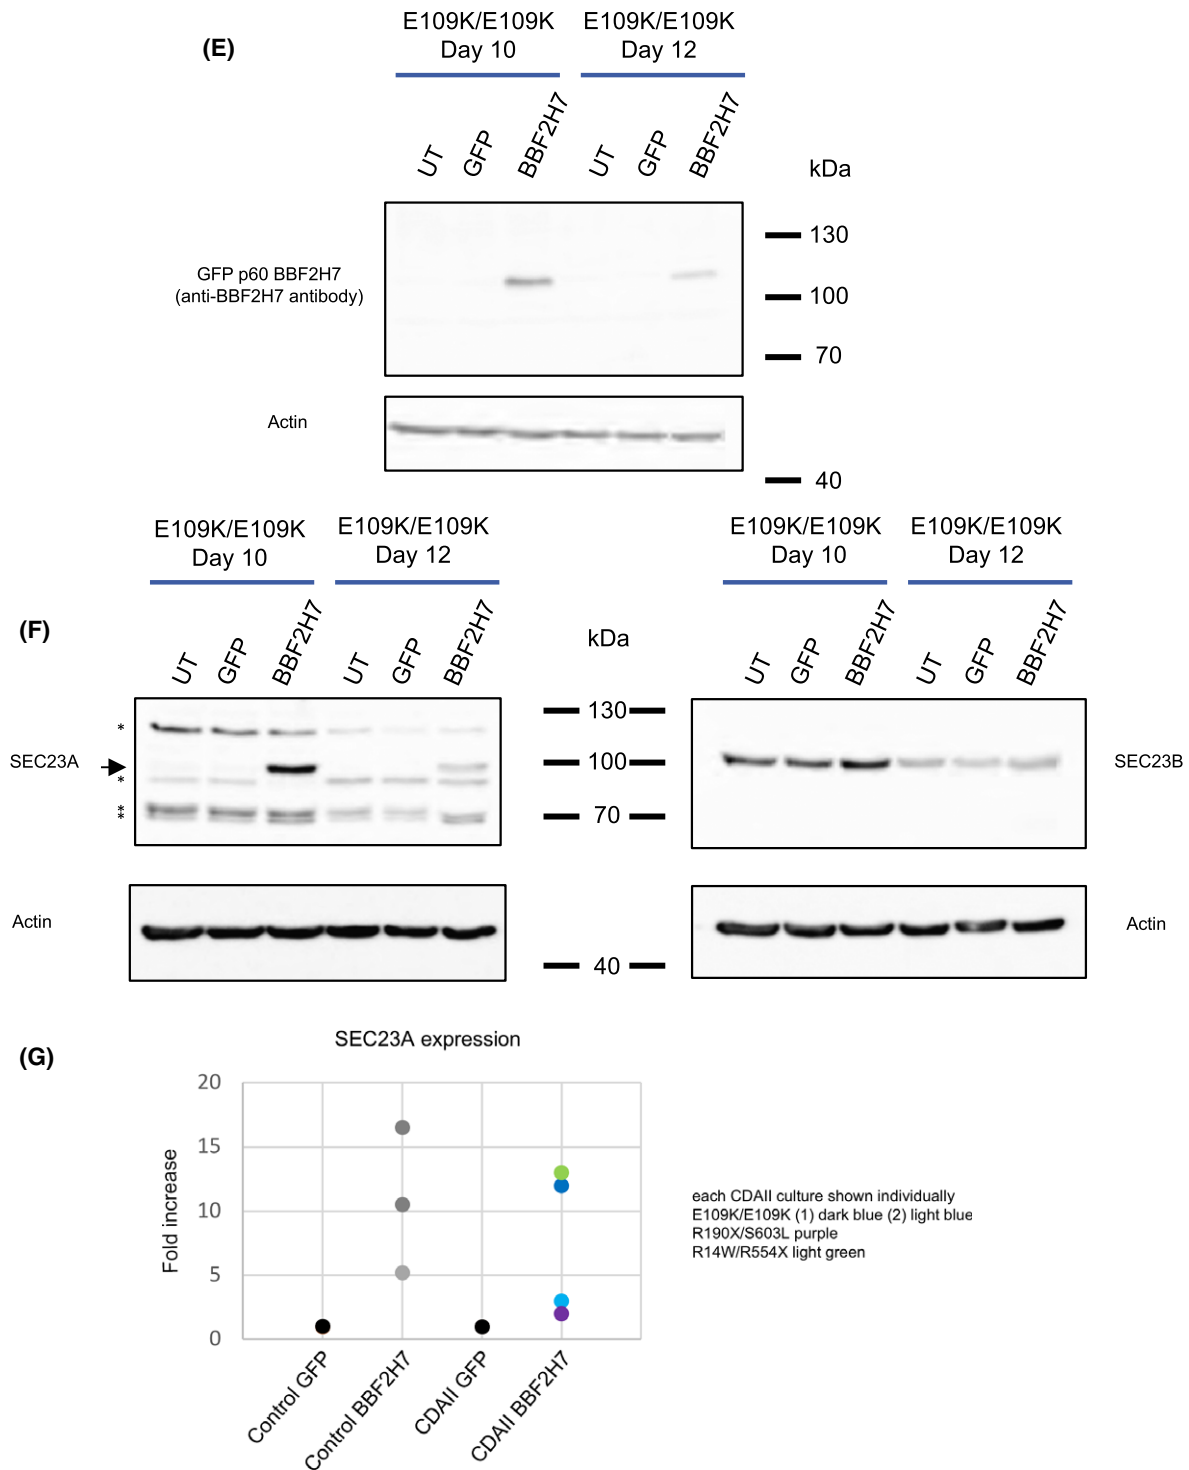 (E)
E109K/E109K
Day 10
E109K/E109K
Day 12
UT
GFP
BBF2H7
UT
GFP
BBF2H7
kDa
GFP p60 BBF2H7
(anti-BBF2H7 antibody)
130
100
70
Actin
40
(F)
E109K/E109K
Day 10
E109K/E109K
Day 12
UT
GFP
BBF2H7
UT
GFP
BBF2H7
kDa
E109K/E109K
Day 10
E109K/E109K
Day 12
UT
GFP
BBF2H7
UT
GFP
BBF2H7
*
SEC23A
*
*
*
130
100
70
SEC23B
Actin
40
Actin
(G)
SEC23A expression
Fold increase
20
15
10
5
0
Control GFP
Control BBF2H7
CDAII GFP
CDAII BBF2H7
each CDAII culture shown individually
E109K/E109K (1) dark blue (2) light blue
R190X/S603L purple
R14W/R554X light green